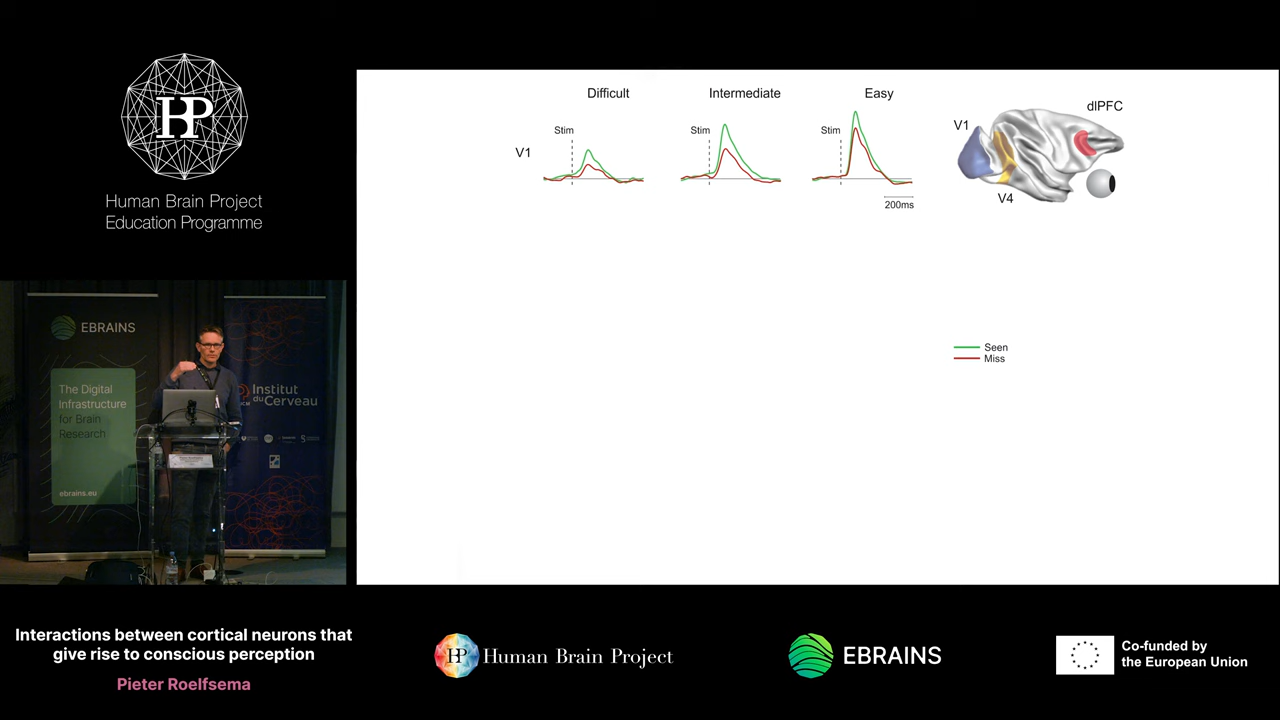 HP
Human Brain Project
Education Programme
EBRAINS
The Digital
Infrastructure
for Brain
Research
ebrains.eu
Institut
du Cerveau
Difficult
Intermediate
Easy
dlPFC
V1
Stim
Stim
Stim
V1
V4
200ms
Seen
Miss
Interactions between cortical neurons that
give rise to conscious perception
Pieter Roelfsema
HP Human Brain Project
EBRAINS
Co-funded by
the European Union